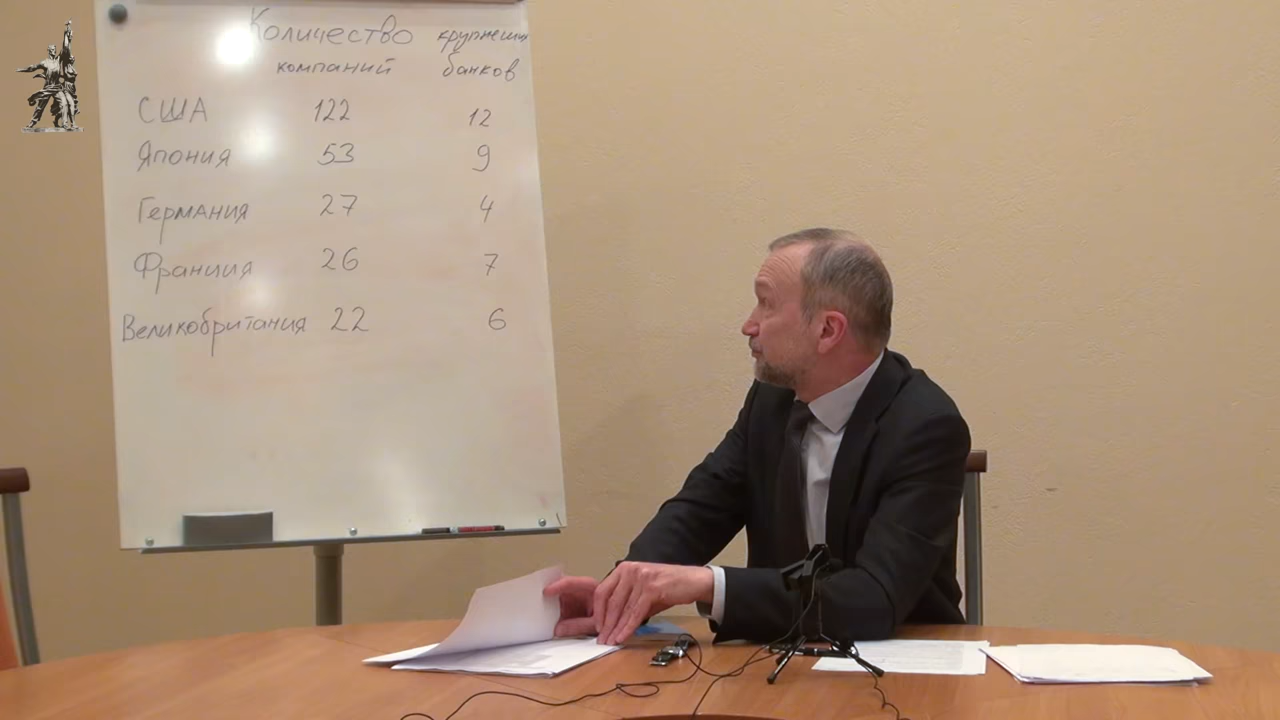 Количество крупнейших
компаний банков
США 122 12
Япония 53 9
Германия 27 4
Франция 26 7
Великобритания 22 6